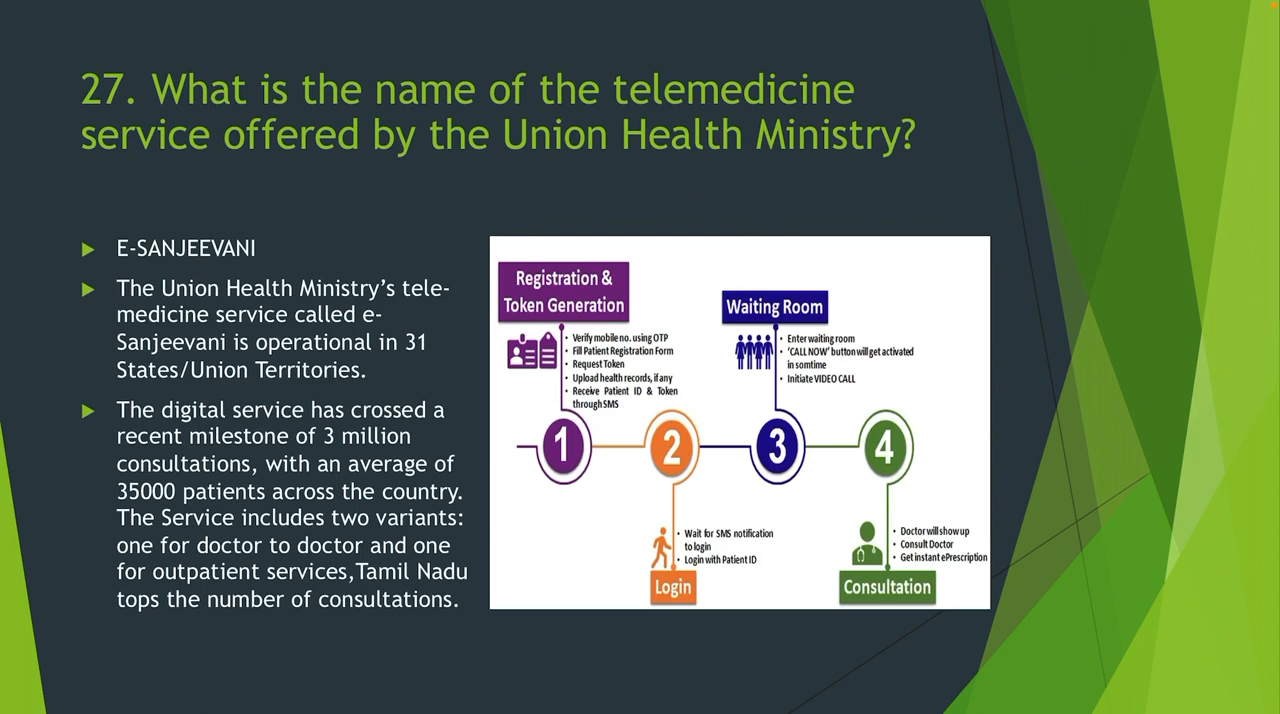 27. What is the name of the telemedicine
service offered by the Union Health Ministry?
E-SANJEEVANI
The Union Health Ministry’s tele-
medicine service called e-
Sanjeevani is operational in 31
States/Union Territories.
The digital service has crossed a
recent milestone of 3 million
consultations, with an average of
35000 patients across the country.
The Service includes two variants:
one for doctor to doctor and one
for outpatient services,Tamil Nadu
tops the number of consultations.
Registration &
Token Generation
• Verify mobile no. using OTP
• Fill Patient Registration Form
• Request Token
• Upload health records, if any
• Receive Patient ID & Token
through SMS
1
2
• Wait for SMS notification
to login
• Login with Patient ID
Login
Waiting Room
• Enter waiting room
• ‘CALL NOW’ button will get activated
in somtime
• Initiate VIDEO CALL
3
4
• Doctor will show up
• Consult Doctor
• Get instant ePrescription
Consultation